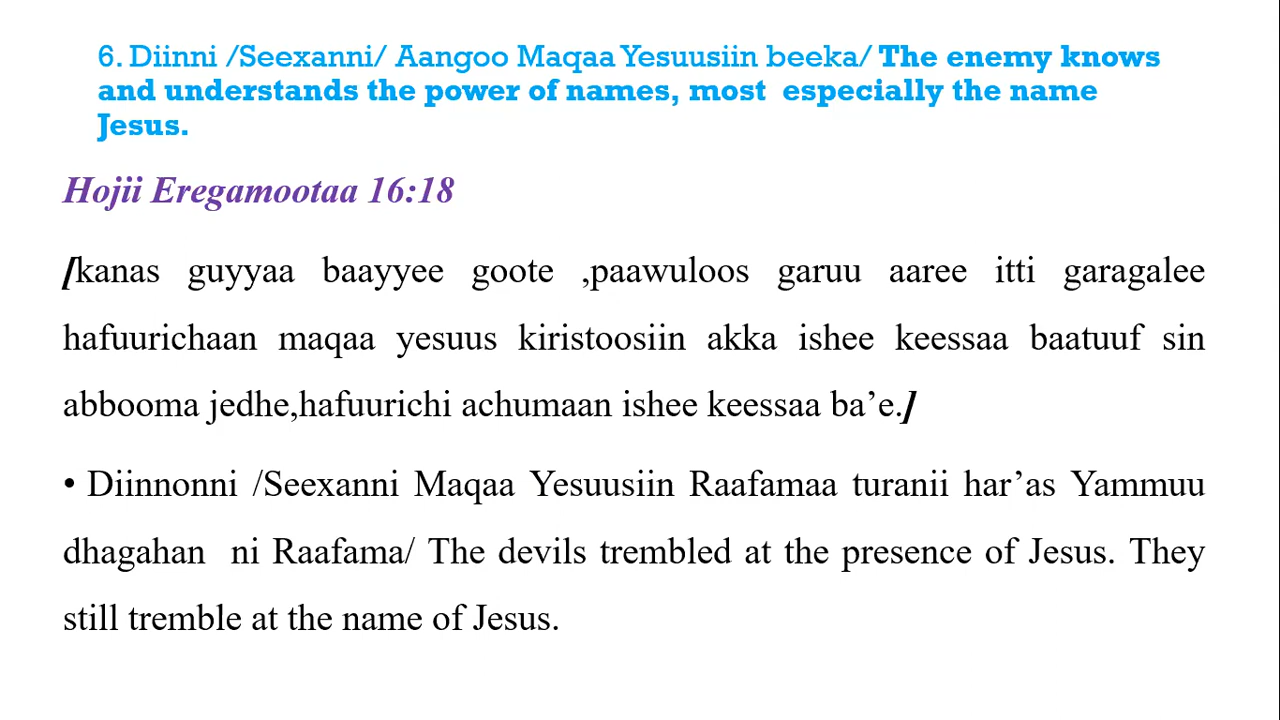 6. Diinni /Seexanni/ Aangoo Maqaa Yesuusiin beeka/ The enemy knows
and understands the power of names, most especially the name
Jesus.
Hojii Eregamootaa 16:18
[kanas guyyaa baayyee goote ,paawuloos garuu aaree itti garagalee
hafuurichaan maqaa yesuus kiristoosiin akka ishee keessaa baatuuf sin
abbooma jedhe,hafuurichi achumaan ishee keessaa ba’e.]
• Diinnonni /Seexanni Maqaa Yesuusiin Raafamaa turanii har’as Yammuu
dhagahan ni Raafama/ The devils trembled at the presence of Jesus. They
still tremble at the name of Jesus.